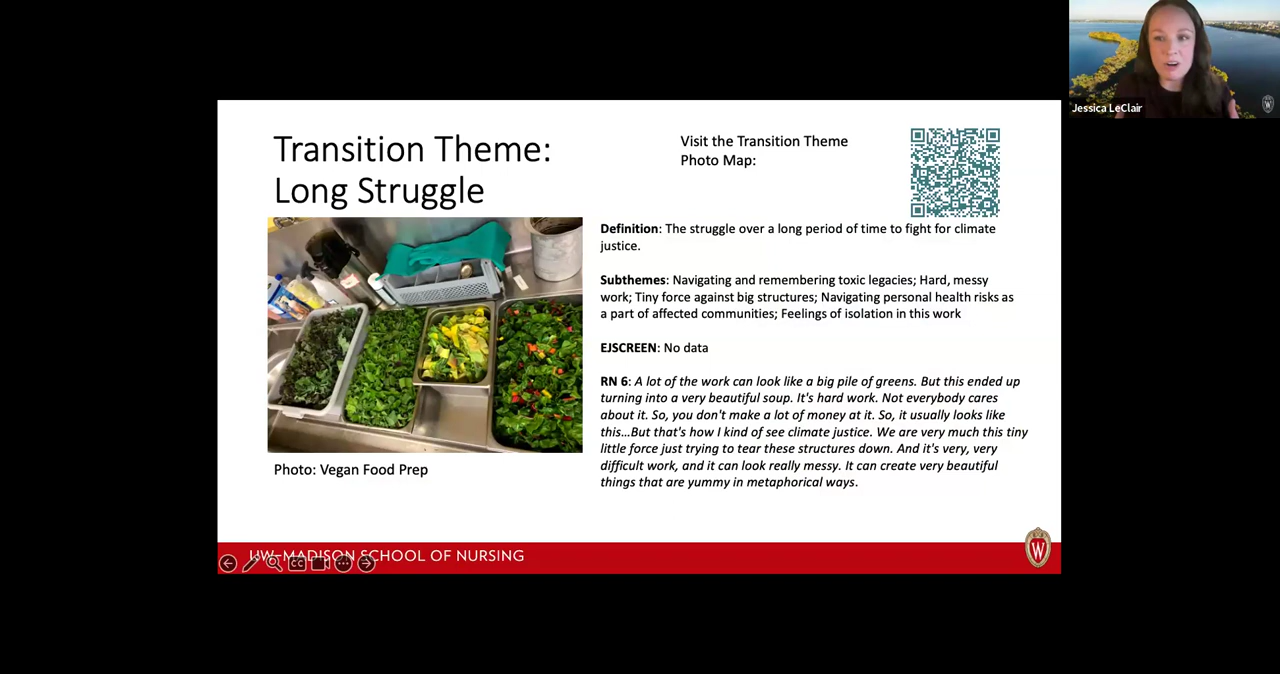 Jessica LeClair
Transition Theme:
Long Struggle
Visit the Transition Theme
Photo Map:
Definition: The struggle over a long period of time to fight for climate
justice.
Subthemes: Navigating and remembering toxic legacies; Hard, messy
work; Tiny force against big structures; Navigating personal health risks as
a part of affected communities; Feelings of isolation in this work
EJSCREEN: No data
RN 6: A lot of the work can look like a big pile of greens. But this ended up
turning into a very beautiful soup. It's hard work. Not everybody cares
about it. So, you don't make a lot of money at it. So, it usually looks like
this...But that's how I kind of see climate justice. We are very much this tiny
little force just trying to tear these structures down. And it's very, very
difficult work, and it can look really messy. It can create very beautiful
things that are yummy in metaphorical ways.
Photo: Vegan Food Prep
UW-MADISON SCHOOL OF NURSING
CC
W